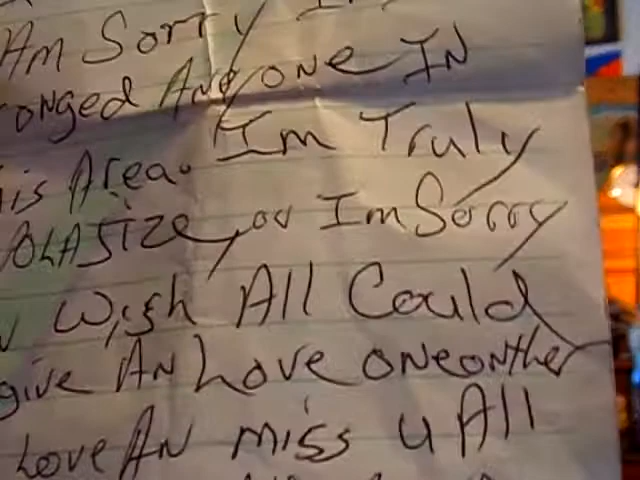 Am Sorry I
onged Anyone IN
is Area. Im Truly
OLASizE you Im Sorry
Wish All Could
give AN Love oneonther
Love AN miss u All